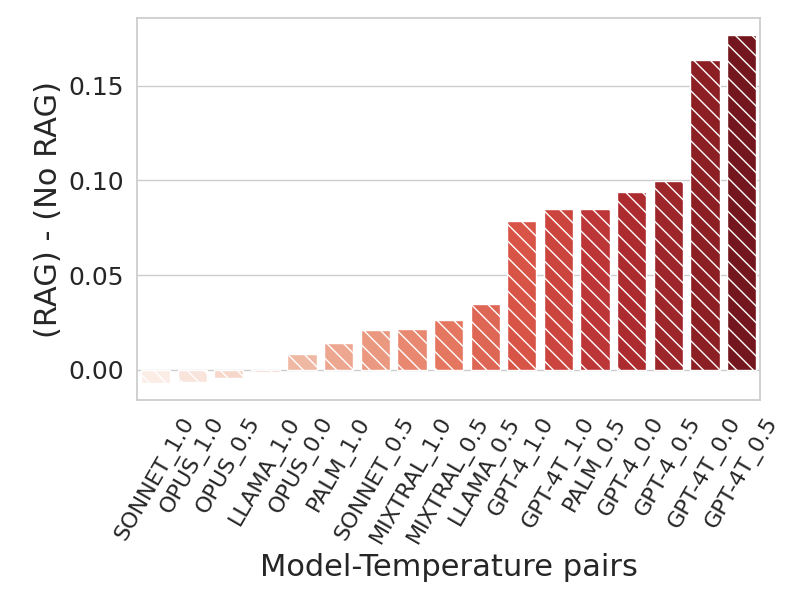 (RAG) - (No RAG)
0.15
0.10
0.05
0.00
SONNET_1.0
OPUS_1.0
OPUS_0.5
LLAMA_1.0
OPUS_0.0
PALM_1.0
SONNET_0.5
MIXTRAL_1.0
MIXTRAL_0.5
LLAMA_0.5
GPT-4_1.0
GPT-4T_1.0
PALM_0.5
GPT-4_0.0
GPT-4_0.5
GPT-4T_0.0
GPT-4T_0.5
Model-Temperature pairs